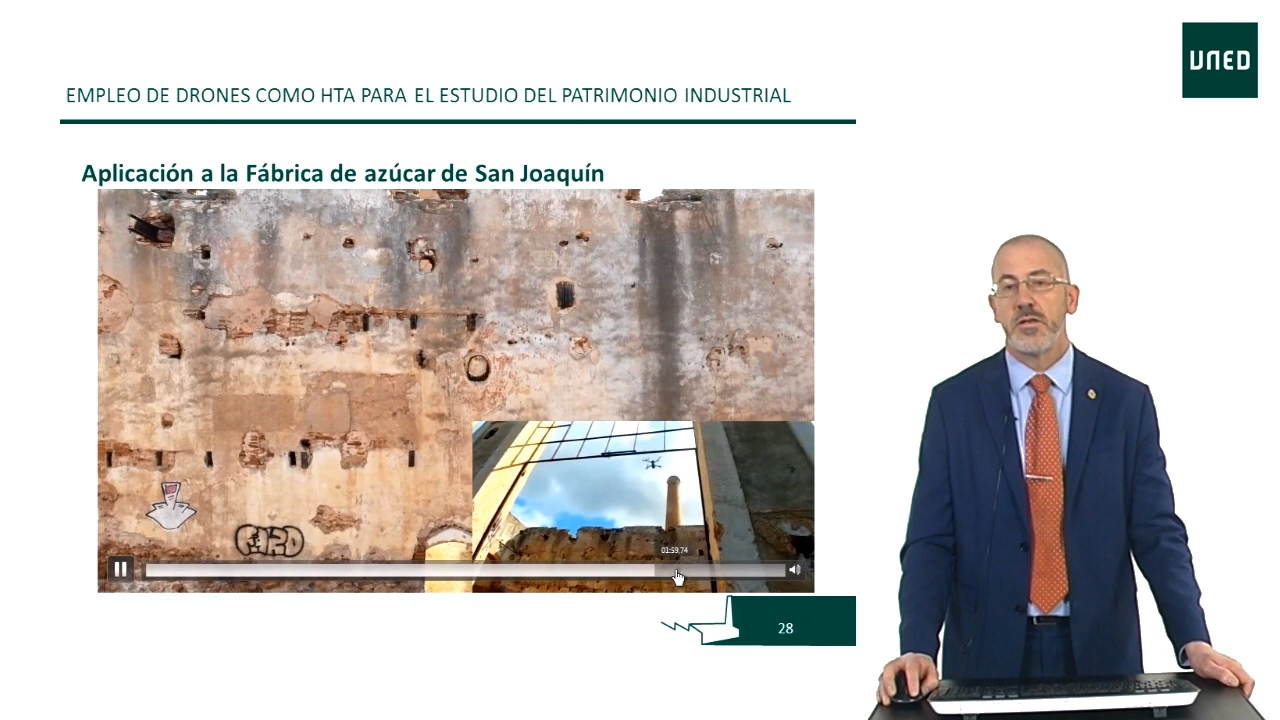 UNED
EMPLEO DE DRONES COMO HTA PARA EL ESTUDIO DEL PATRIMONIO INDUSTRIAL
Aplicación a la Fábrica de azúcar de San Joaquín
01:59,74
28